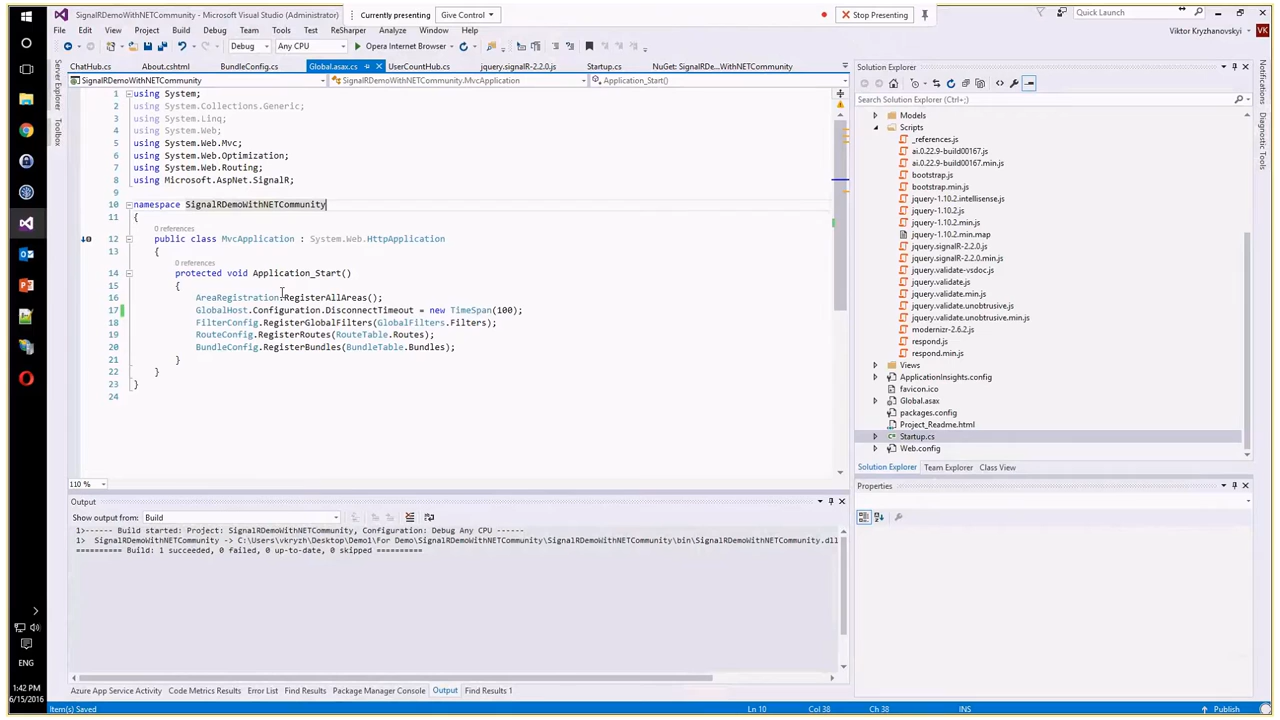 SignalRDemoWithNETCommunity - Microsoft Visual Studio (Administrator)
Currently presenting
Give Control
Stop Presenting
Quick Launch
File Edit View Project Build Debug Team Tools Test ReSharper Analyze Window Help
Viktor Kryzhanovskyi
VK
Debug
Any CPU
Opera Internet Browser
ChatHub.cs About.cshtml BundleConfig.cs Global.asax.cs UserCountHub.cs jquery.signalR-2.2.0.js Startup.cs NuGet: SignalRDe...WithNETCommunity
SignalRDemoWithNETCommunity
SignalRDemoWithNETCommunity.MvcApplication
Application_Start()
Server Explorer
Toolbox
1 using System;
2 using System.Collections.Generic;
3 using System.Linq;
4 using System.Web;
5 using System.Web.Mvc;
6 using System.Web.Optimization;
7 using System.Web.Routing;
8 using Microsoft.AspNet.SignalR;
9
10 namespace SignalRDemoWithNETCommunity
11 {
0 references
12 public class MvcApplication : System.Web.HttpApplication
13 {
0 references
14 protected void Application_Start()
15 {
16 AreaRegistration.RegisterAllAreas();
17 GlobalHost.Configuration.DisconnectTimeout = new TimeSpan(100);
18 FilterConfig.RegisterGlobalFilters(GlobalFilters.Filters);
19 RouteConfig.RegisterRoutes(RouteTable.Routes);
20 BundleConfig.RegisterBundles(BundleTable.Bundles);
21 }
22 }
23 }
24
110 %
Output
Show output from: Build
1>------ Build started: Project: SignalRDemoWithNETCommunity, Configuration: Debug Any CPU ------
1> SignalRDemoWithNETCommunity -> C:\Users\vkryzh\Desktop\Demo1\For Demo\SignalRDemoWithNETCommunity\SignalRDemoWithNETCommunity\bin\SignalRDemoWithNETCommunity.dll
========== Build: 1 succeeded, 0 failed, 0 up-to-date, 0 skipped ==========
Azure App Service Activity Code Metrics Results Error List Find Results Package Manager Console Output Find Results 1
Solution Explorer
Search Solution Explorer (Ctrl+;)
Models
Scripts
_references.js
ai.0.22.9-build00167.js
ai.0.22.9-build00167.min.js
bootstrap.js
bootstrap.min.js
jquery-1.10.2.intellisense.js
jquery-1.10.2.js
jquery-1.10.2.min.js
jquery-1.10.2.min.map
jquery.signalR-2.2.0.js
jquery.signalR-2.2.0.min.js
jquery.validate-vsdoc.js
jquery.validate.js
jquery.validate.min.js
jquery.validate.unobtrusive.js
jquery.validate.unobtrusive.min.js
modernizr-2.6.2.js
respond.js
respond.min.js
Views
ApplicationInsights.config
favicon.ico
Global.asax
packages.config
Project_Readme.html
Startup.cs
Web.config
Solution Explorer Team Explorer Class View
Properties
Notifications
Diagnostic Tools
ENG
1:42 PM
6/15/2016
Item(s) Saved
Ln 10
Col 38
Ch 38
INS
Publish